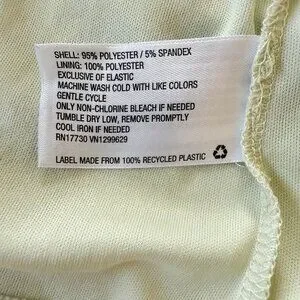 SHELL: 95% POLYESTER / 5% SPANDEX
LINING: 100% POLYESTER
EXCLUSIVE OF ELASTIC
MACHINE WASH COLD WITH LIKE COLORS
GENTLE CYCLE
ONLY NON-CHLORINE BLEACH IF NEEDED
TUMBLE DRY LOW, REMOVE PROMPTLY
COOL IRON IF NEEDED
RN17730 VN1299629
LABEL MADE FROM 100% RECYCLED PLASTIC